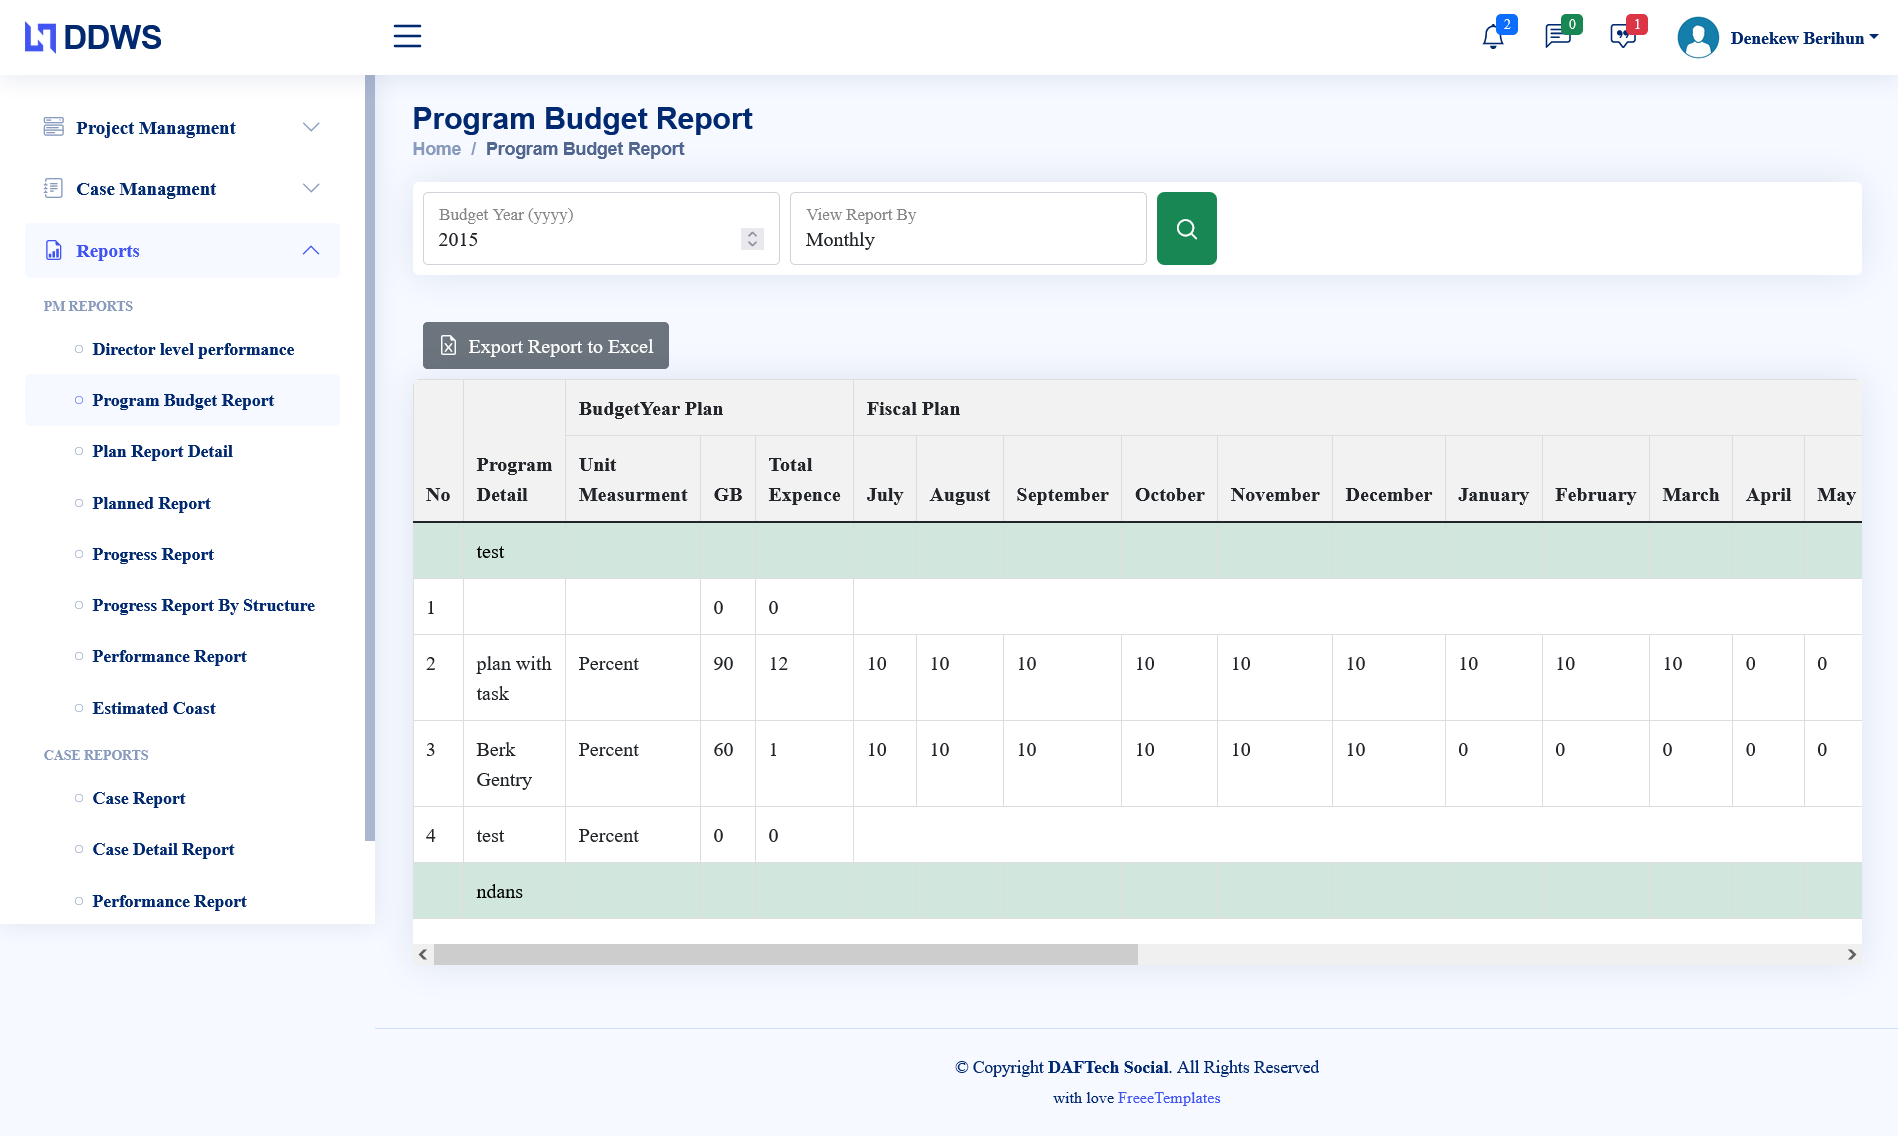 DDWS
2
0
1
Denekew Berihun
Project Managment
Case Managment
Reports
PM REPORTS
Director level performance
Program Budget Report
Plan Report Detail
Planned Report
Progress Report
Progress Report By Structure
Performance Report
Estimated Coast
CASE REPORTS
Case Report
Case Detail Report
Performance Report
Program Budget Report
Home / Program Budget Report
Budget Year (yyyy)
2015
View Report By
Monthly
Export Report to Excel
BudgetYear Plan Fiscal Plan
No Program Detail Unit Measurment GB Total Expence July August September October November December January February March April May
test
1 0 0
2 plan with task Percent 90 12 10 10 10 10 10 10 10 10 10 0 0
3 Berk Gentry Percent 60 1 10 10 10 10 10 10 0 0 0 0 0
4 test Percent 0 0
ndans
© Copyright DAFTech Social. All Rights Reserved
with love FreeeTemplates